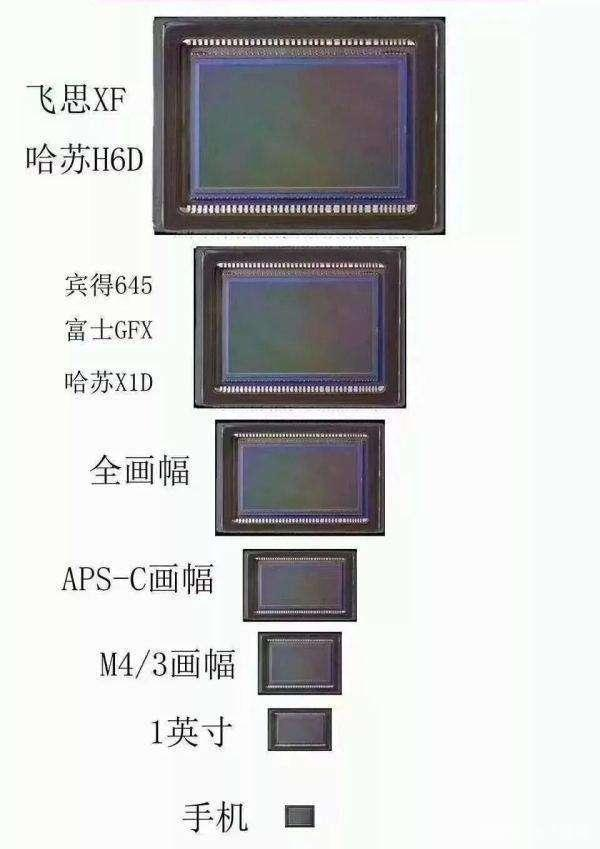 飞思XF
哈苏H6D
宾得645
富士GFX
哈苏X1D
全画幅
APS-C画幅
M4/3画幅
1英寸
手机